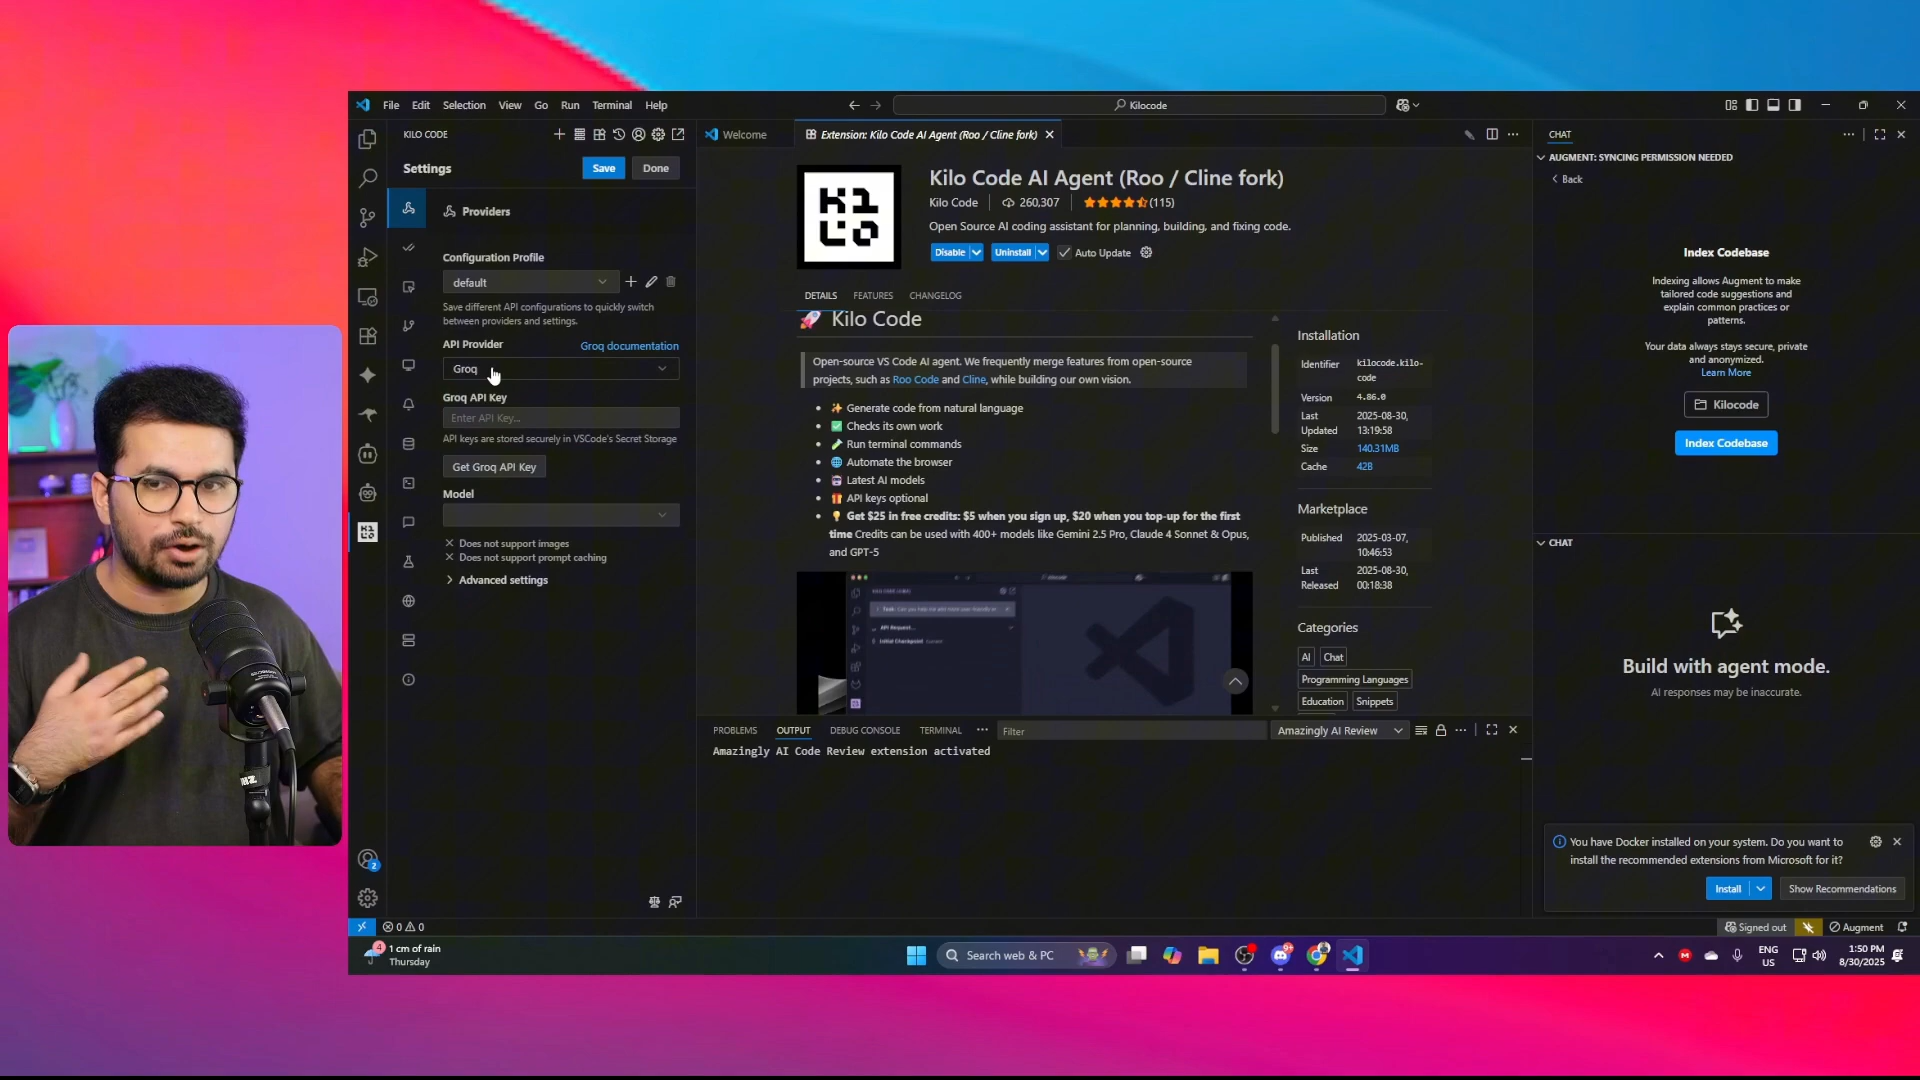 File Edit Selection View Go Run Terminal Help
Kilocode
KILO CODE
Settings
Save
Done
Providers
Configuration Profile
default
Save different API configurations to quickly switch
between providers and settings.
API Provider
Groq documentation
Groq
Groq API Key
Enter API Key...
API keys are stored securely in VSCode's Secret Storage
Get Groq API Key
Model
Does not support images
Does not support prompt caching
Advanced settings
Welcome
Extension: Kilo Code AI Agent (Roo / Cline fork)
KILO
Kilo Code AI Agent (Roo / Cline fork)
Kilo Code
260,307
(115)
Open Source AI coding assistant for planning, building, and fixing code.
Disable
Uninstall
Auto Update
DETAILS FEATURES CHANGELOG
🚀 Kilo Code
Open-source VS Code AI agent. We frequently merge features from open-source
projects, such as Roo Code and Cline, while building our own vision.
• ✨ Generate code from natural language
• ✅ Checks its own work
• 🧪 Run terminal commands
• 🌐 Automate the browser
• 🤖 Latest AI models
• 🎁 API keys optional
• 💡 Get $25 in free credits: $5 when you sign up, $20 when you top-up for the first
time Credits can be used with 400+ models like Gemini 2.5 Pro, Claude 4 Sonnet & Opus,
and GPT-5
API Request...
Initial Checkpoint
Installation
Identifier kilocode.kilo-
code
Version 4.86.0
Last 2025-08-30,
Updated 13:19:58
Size 140.31MB
Cache 42B
Marketplace
Published 2025-03-07,
10:46:53
Last 2025-08-30,
Released 00:18:38
Categories
AI Chat
Programming Languages
Education Snippets
PROBLEMS OUTPUT DEBUG CONSOLE TERMINAL
Filter
Amazingly AI Review
Amazingly AI Code Review extension activated
CHAT
AUGMENT: SYNCING PERMISSION NEEDED
Back
Index Codebase
Indexing allows Augment to make
tailored code suggestions and
explain common practices or
patterns.
Your data always stays secure, private
and anonymized.
Learn More
Kilocode
Index Codebase
CHAT
Build with agent mode.
AI responses may be inaccurate.
You have Docker installed on your system. Do you want to
install the recommended extensions from Microsoft for it?
Install
Show Recommendations
2
0 0
Signed out
Augment
4
1 cm of rain
Thursday
Search web & PC
9+
ENG
US
1:50 PM
8/30/2025